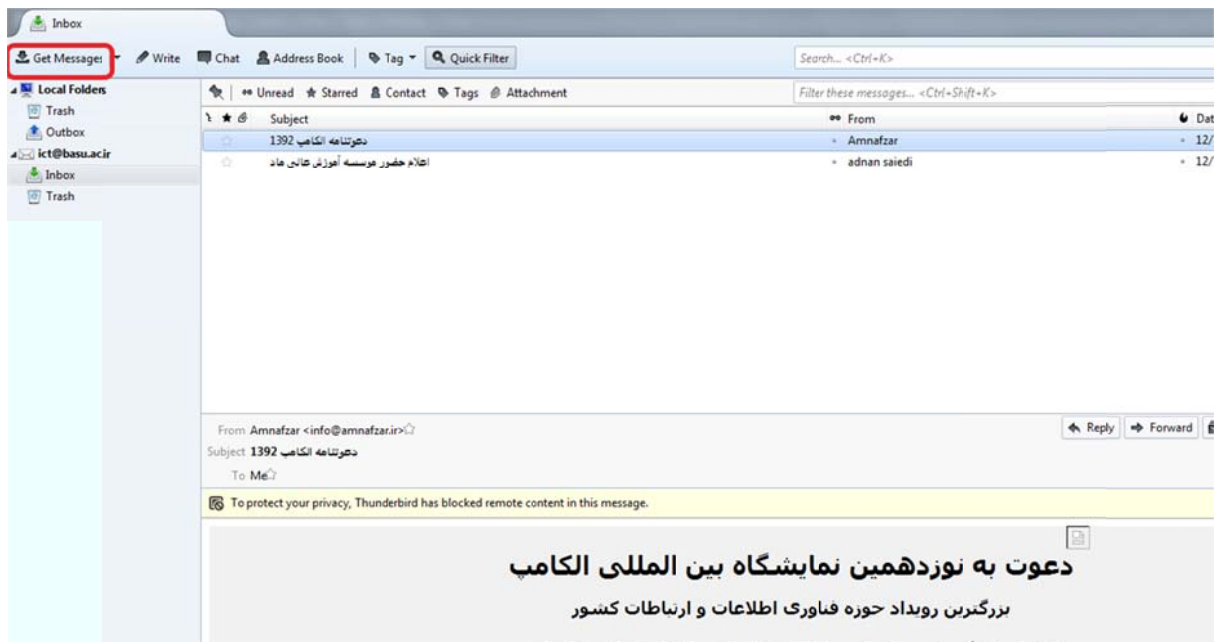 Inbox
Get Messages Write Chat Address Book Tag Quick Filter Search... <Ctrl+K>
Local Folders Unread Starred Contact Tags Attachment Filter these messages... <Ctrl+Shift+K>
Trash Subject From Dat
Outbox دعوتنامه الکامپ 1392 Amnafzar 12/
ict@basu.ac.ir اعلام حضور موسسه آموزش عالی ماد adnan saiedi 12/
Inbox
Trash
From Amnafzar <info@amnafzar.ir> Reply Forward
Subject دعوتنامه الکامپ 1392
To Me
To protect your privacy, Thunderbird has blocked remote content in this message.
دعوت به نوزدهمین نمایشگاه بین المللی الکامپ
بزرگترین رویداد حوزه فناوری اطلاعات و ارتباطات کشور